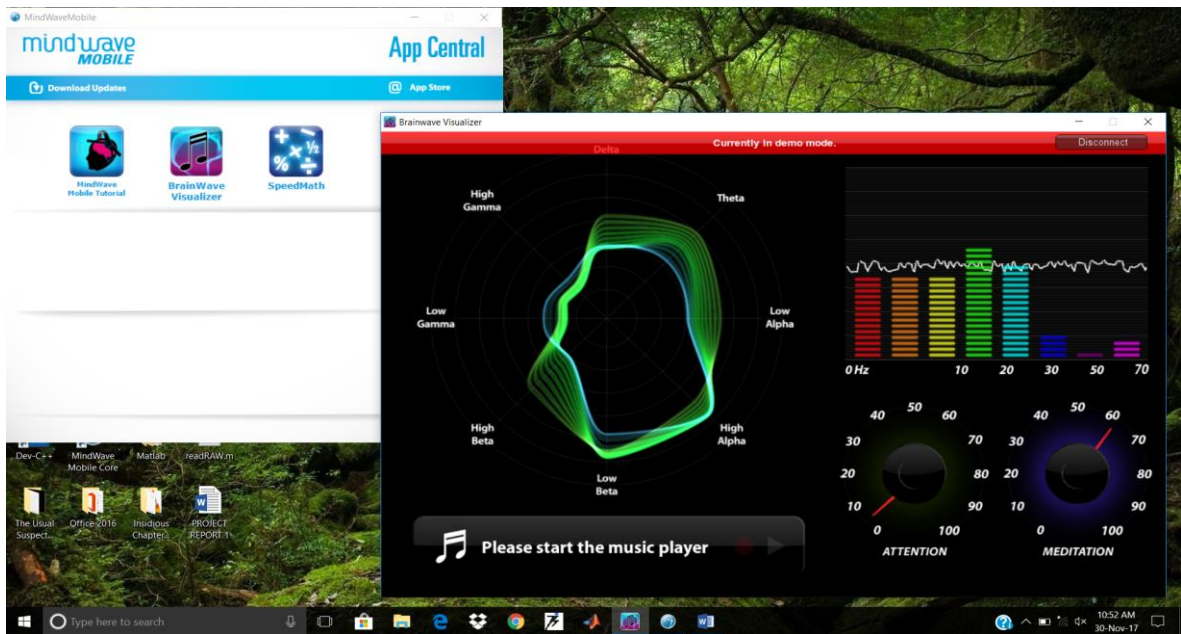 MindWaveMobile
mindwave
MOBILE
App Central
Download Updates
App Store
MindWave
Mobile Tutorial
BrainWave
Visualizer
SpeedMath
Brainwave Visualizer
Currently in demo mode.
Disconnect
Delta
High
Gamma
Theta
Low
Gamma
Low
Alpha
High
Beta
High
Alpha
Low
Beta
Please start the music player
0 Hz 10 20 30 50 70
0 10 20 30 40 50 60 70 80 90 100
ATTENTION
0 10 20 30 40 50 60 70 80 90 100
MEDITATION
Dev-C++
MindWave
Mobile Core
Matlab
readRAW.m
The Usual
Suspect...
Office 2016
Insidious
Chapter...
PROJECT
REPORT 1
Type here to search
10:52 AM
30-Nov-17